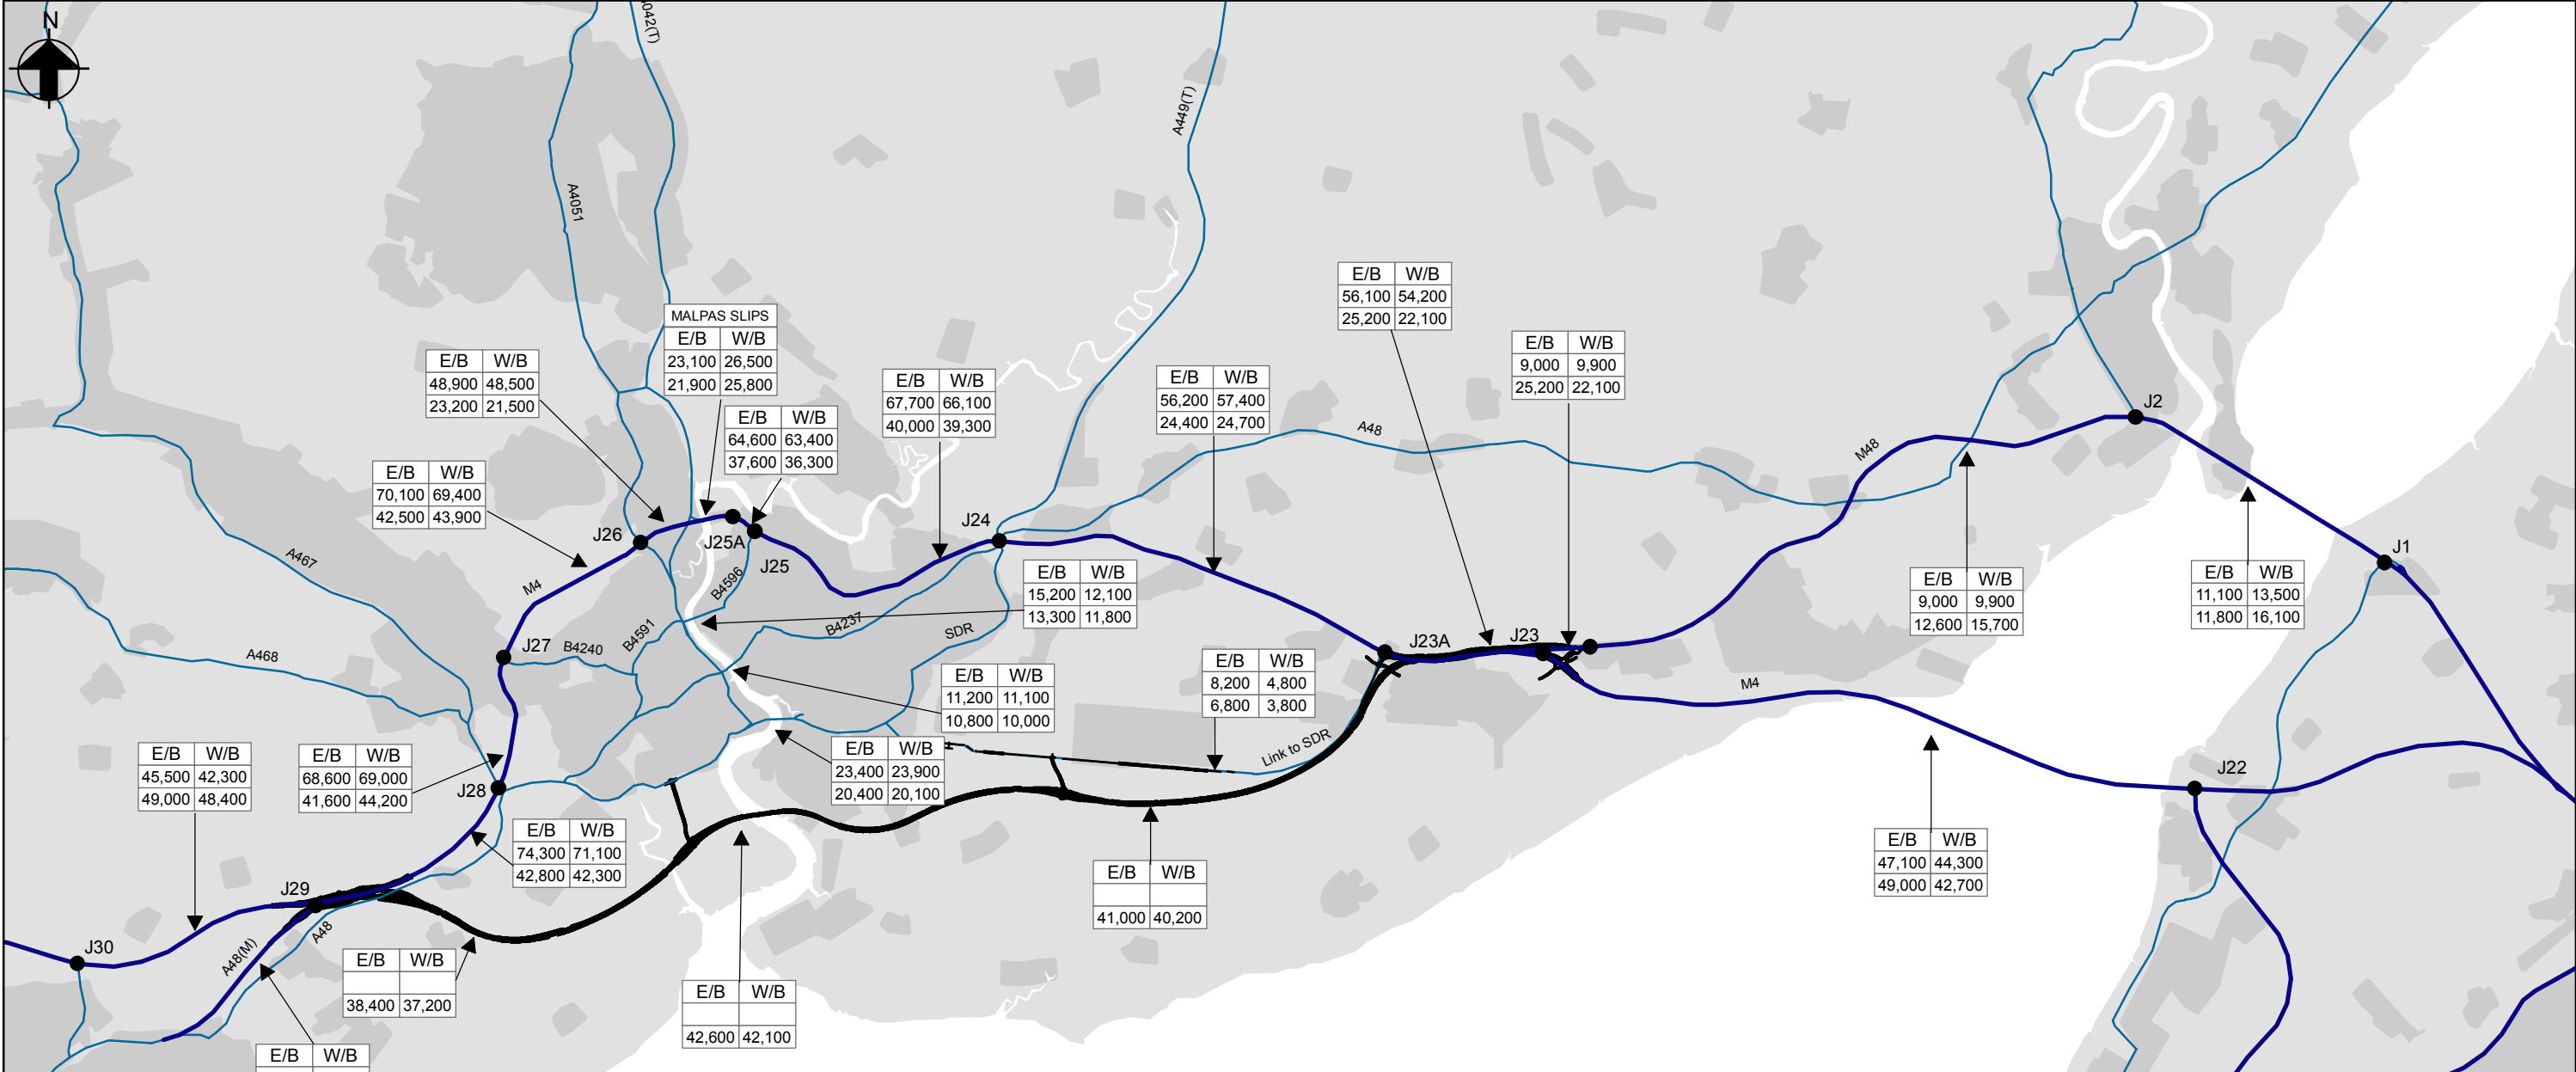 N
A4042(T)
A449(T)
A4051
E/B W/B
56,100 54,200
25,200 22,100
MALPAS SLIPS
E/B W/B
23,100 26,500
21,900 25,800
E/B W/B
9,000 9,900
25,200 22,100
E/B W/B
48,900 48,500
23,200 21,500
E/B W/B
67,700 66,100
40,000 39,300
E/B W/B
56,200 57,400
24,400 24,700
J2
E/B W/B
64,600 63,400
37,600 36,300
A48
M48
E/B W/B
70,100 69,400
42,500 43,900
J26
J25A
J24
J25
J1
A467
M4
B4596
E/B W/B
15,200 12,100
13,300 11,800
E/B W/B
9,000 9,900
12,600 15,700
E/B W/B
11,100 13,500
11,800 16,100
J27
B4240
B4591
B4237
SDR
J23A
J23
A468
E/B W/B
11,200 11,100
10,800 10,000
E/B W/B
8,200 4,800
6,800 3,800
M4
E/B W/B
45,500 42,300
49,000 48,400
E/B W/B
68,600 69,000
41,600 44,200
J28
E/B W/B
23,400 23,900
20,400 20,100
Link to SDR
J22
E/B W/B
74,300 71,100
42,800 42,300
E/B W/B
47,100 44,300
49,000 42,700
E/B W/B
41,000 40,200
J29
J30
A48(M)
A48
E/B W/B
38,400 37,200
E/B W/B
42,600 42,100
E/B W/B